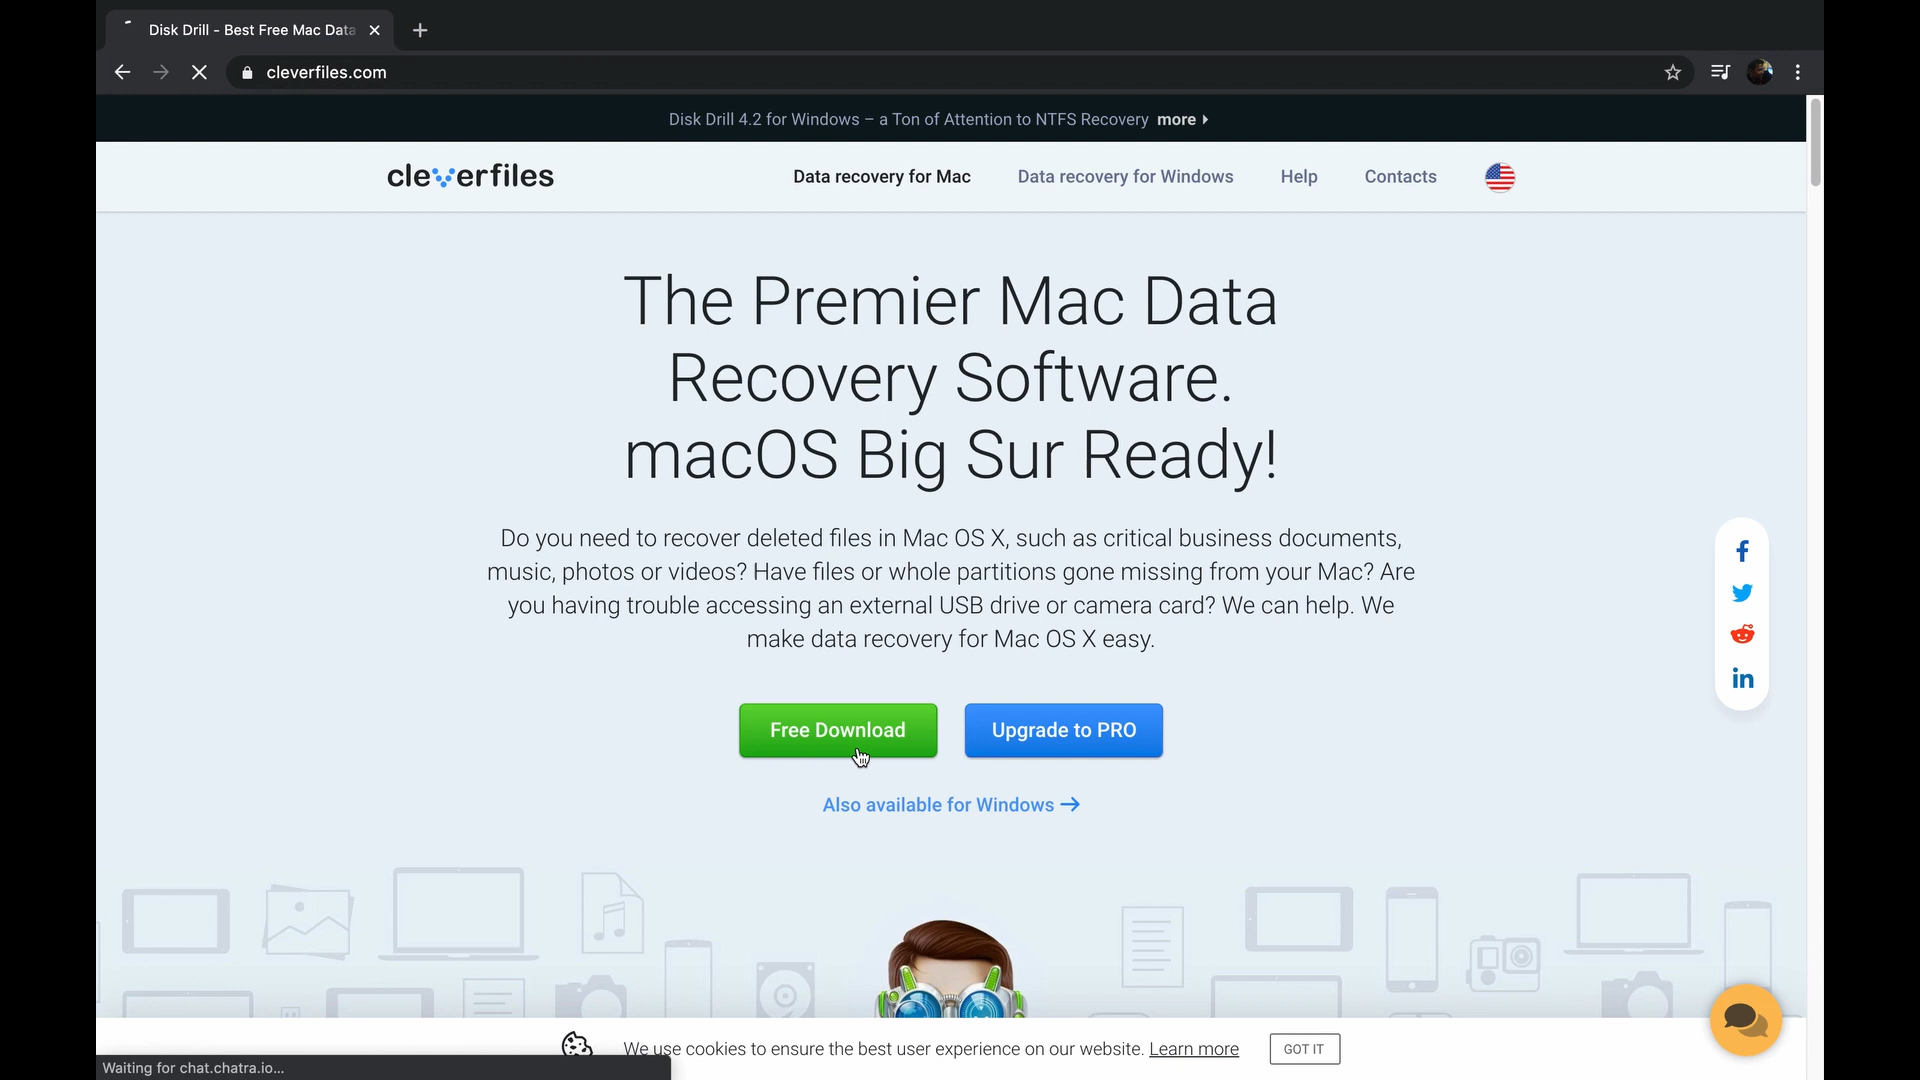 Disk Drill - Best Free Mac Data
cleverfiles.com
Disk Drill 4.2 for Windows – a Ton of Attention to NTFS Recovery more
cleverfiles
Data recovery for Mac
Data recovery for Windows
Help
Contacts
The Premier Mac Data
Recovery Software.
macOS Big Sur Ready!
Do you need to recover deleted files in Mac OS X, such as critical business documents,
music, photos or videos? Have files or whole partitions gone missing from your Mac? Are
you having trouble accessing an external USB drive or camera card? We can help. We
make data recovery for Mac OS X easy.
Free Download
Upgrade to PRO
Also available for Windows →
We use cookies to ensure the best user experience on our website. Learn more
GOT IT
Waiting for chat.chatra.io...